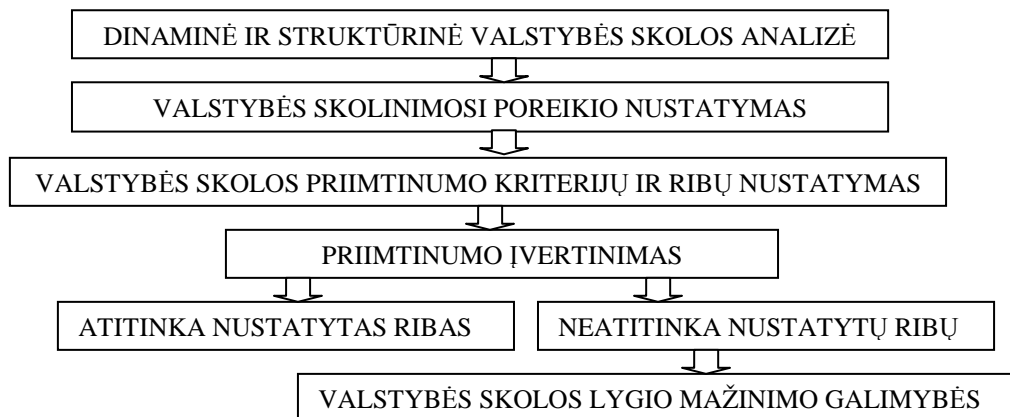 DINAMINĖ IR STRUKTŪRINĖ VALSTYBĖS SKOLOS ANALIZĖ
VALSTYBĖS SKOLINIMOSI POREIKIO NUSTATYMAS
VALSTYBĖS SKOLOS PRIIMTINUMO KRITERIJŲ IR RIBŲ NUSTATYMAS
PRIIMTINUMO ĮVERTINIMAS
ATITINKA NUSTATYTAS RIBAS
NEATITINKA NUSTATYTŲ RIBŲ
VALSTYBĖS SKOLOS LYGIO MAŽINIMO GALIMYBĖS